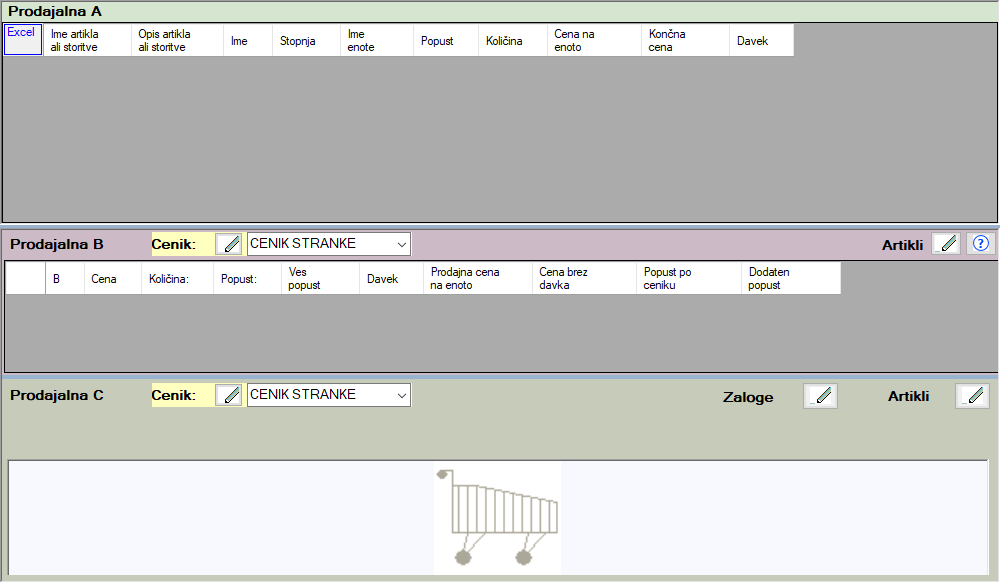 Prodajalna A
Excel
Ime artikla
ali storitve
Opis artikla
ali storitve
Ime
Stopnja
Ime
enote
Popust
Količina
Cena na
enoto
Končna
cena
Davek
Prodajalna B
Cenik:
CENIK STRANKE
Artikli
?
B
Cena
Količina:
Popust:
Ves
popust
Davek
Prodajna cena
na enoto
Cena brez
davka
Popust po
ceniku
Dodaten
popust
Prodajalna C
Cenik:
CENIK STRANKE
Zaloge
Artikli